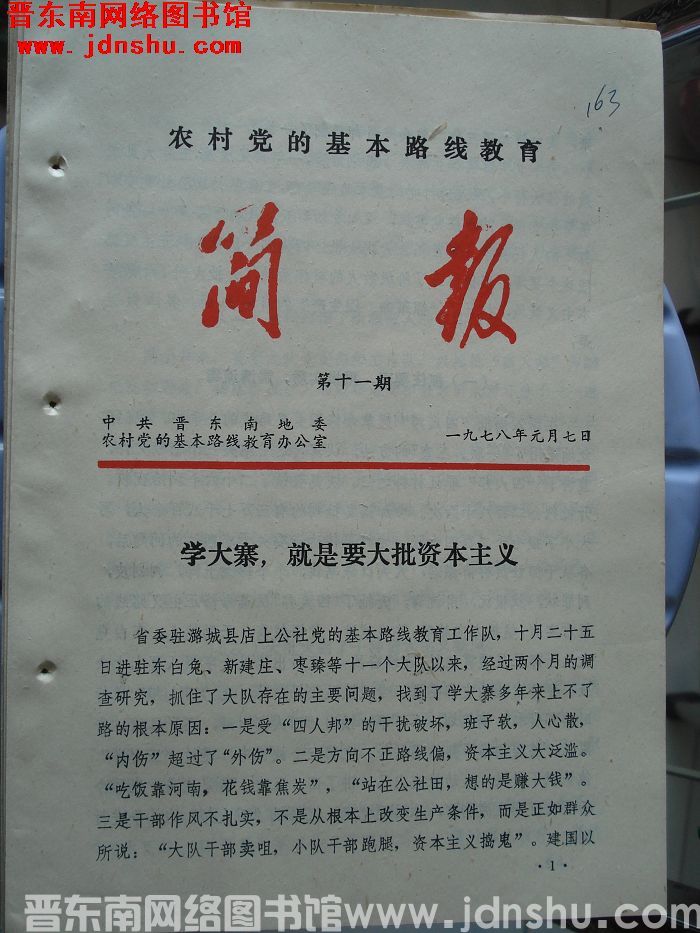 晋东南网络图书馆
www.jdnshu.com
163
农村党的基本路线教育
简报
第十一期
中共晋东南地委
农村党的基本路线教育办公室
一九七八年元月七日
学大寨，就是要大批资本主义
省委驻潞城县店上公社党的基本路线教育工作队，十月二十五
日进驻东白兔、新建庄、枣臻等十一个大队以来，经过两个月的调
查研究，抓住了大队存在的主要问题，找到了学大寨多年来上不了
路的根本原因：一是受“四人邦”的干扰破坏，班子软，人心散，
“内伤”超过了“外伤”。二是方向不正路线偏，资本主义大泛滥。
“吃饭靠河南，花钱靠焦炭”，“站在公社田，想的是赚大钱”。
三是干部作风不扎实，不是从根本上改变生产条件，而是正如群众
所说：“大队干部卖咀，小队干部跑腿，资本主义捣鬼”。建国以
·1·
晋东南网络图书馆www.jdnshu.com